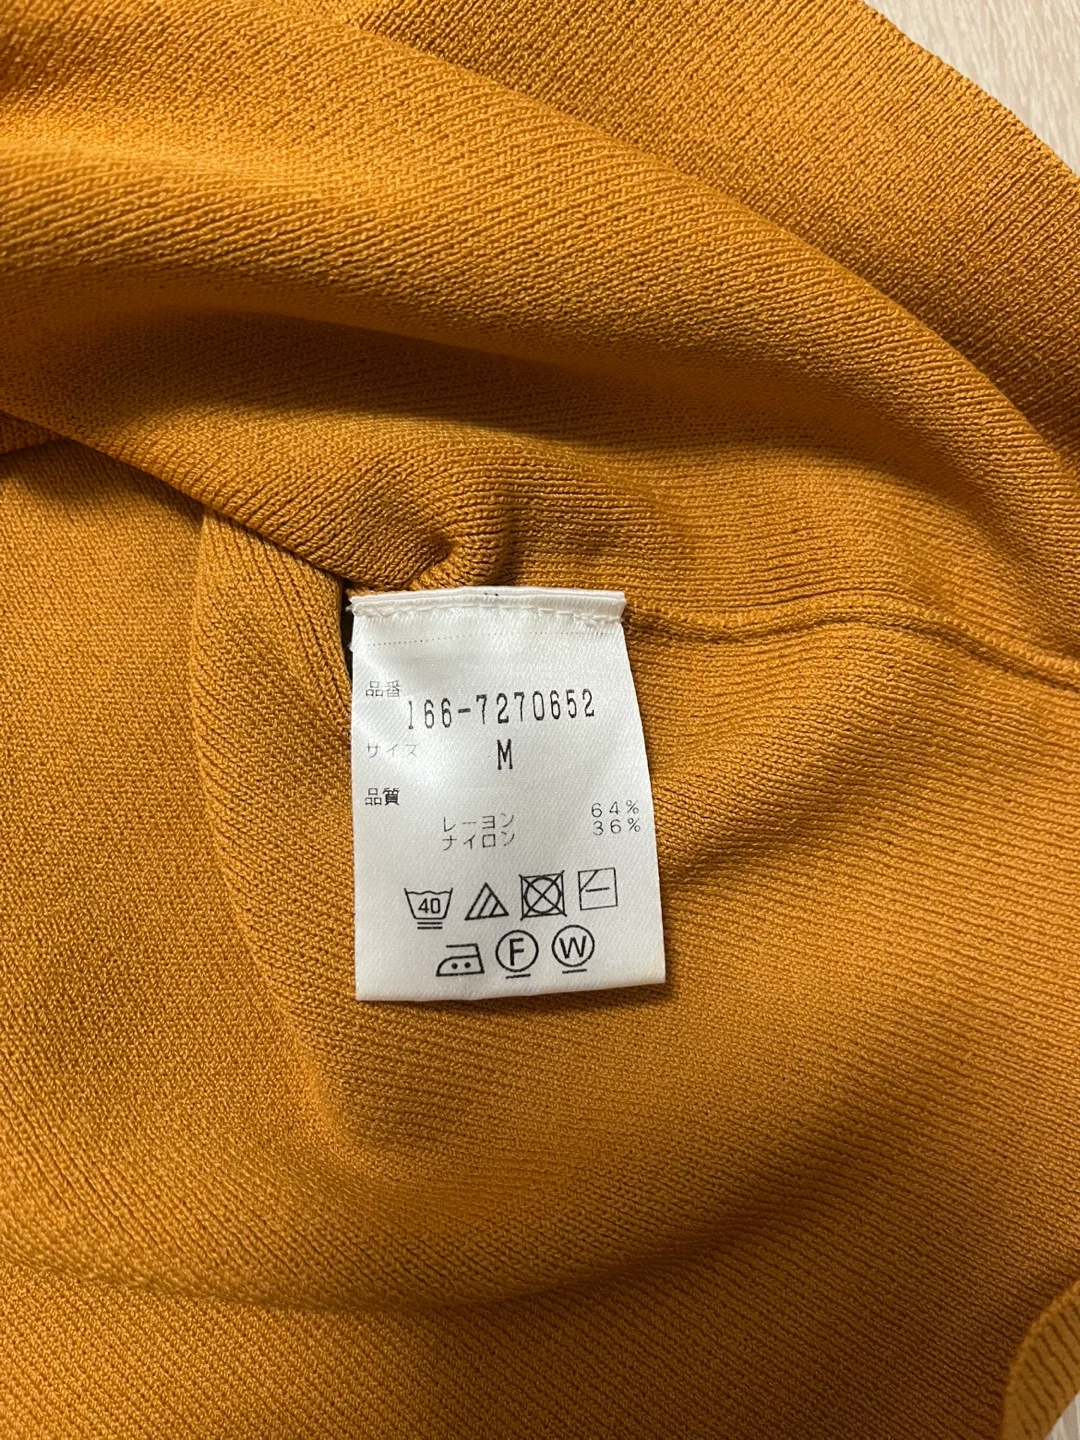 品番
166-7270652
サイズ M
品質
レーヨン 64%
ナイロン 36%
40
F W